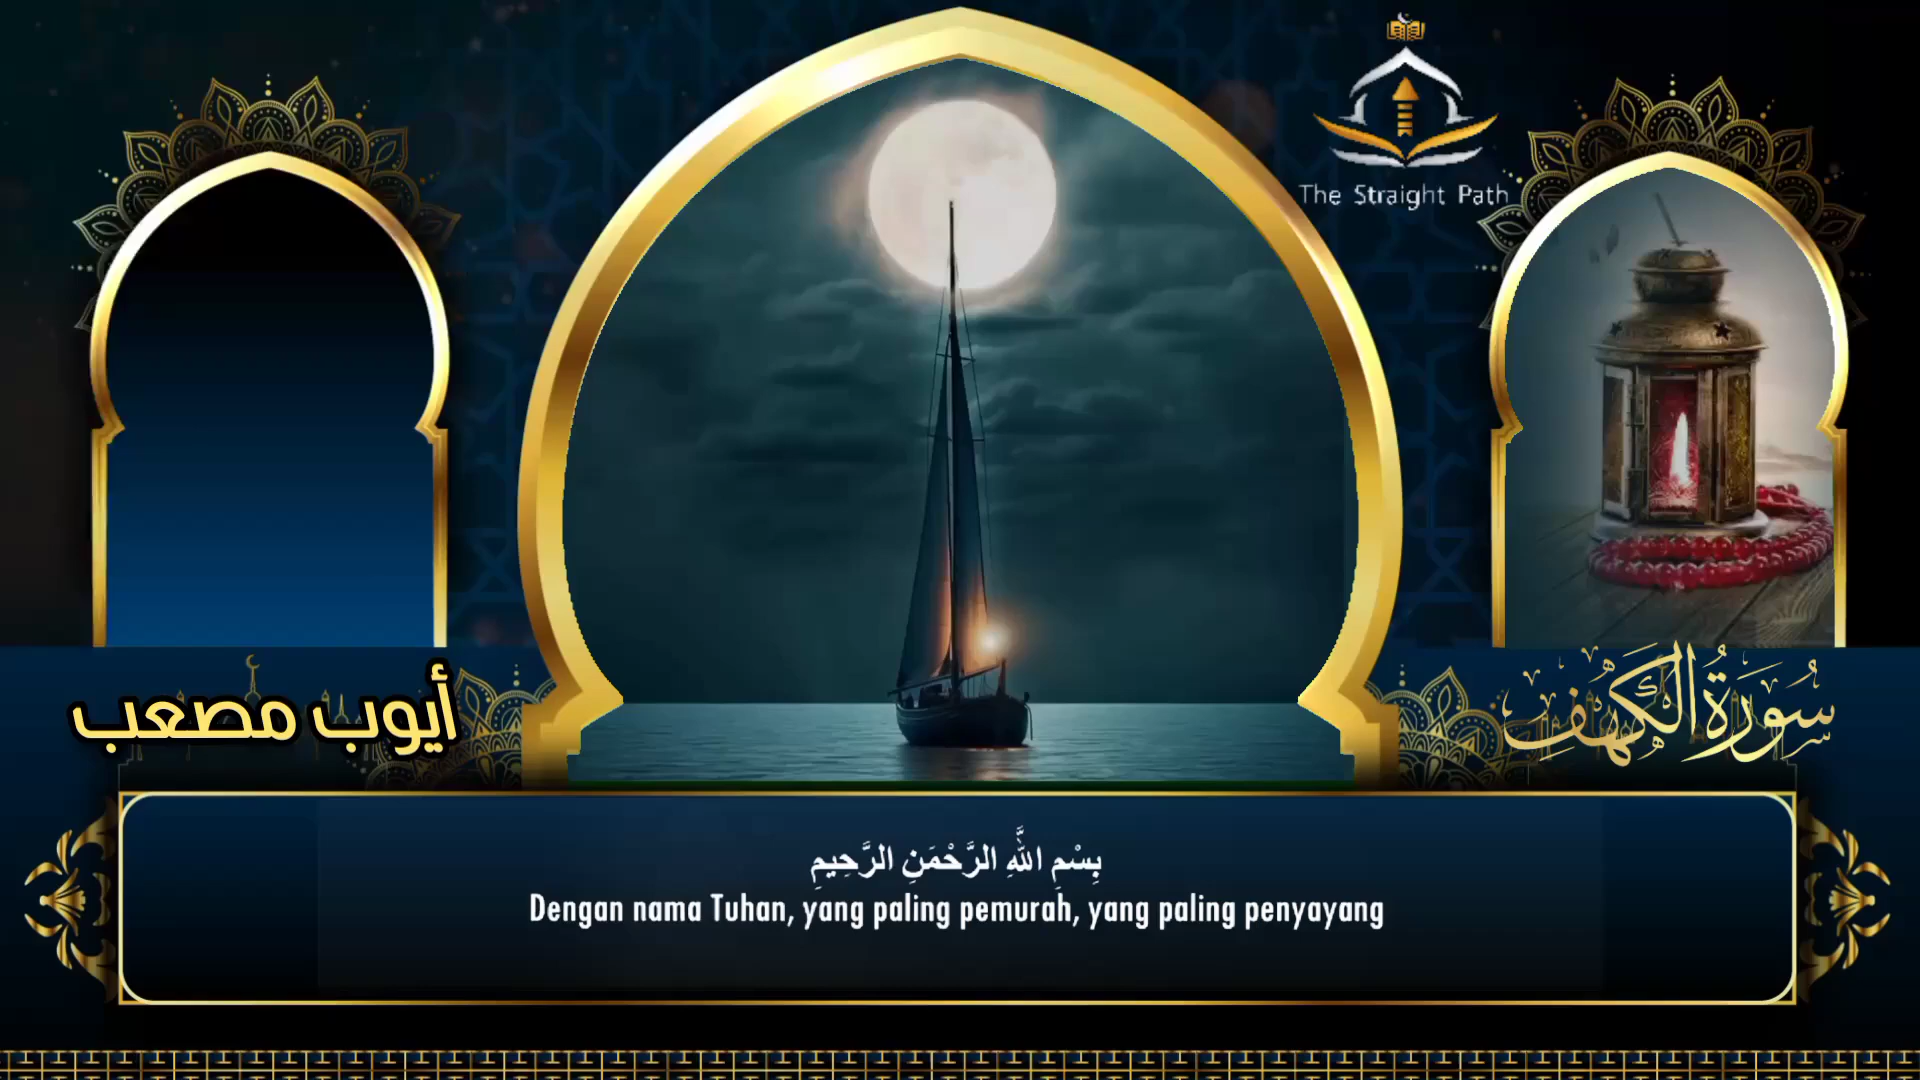 The Straight Path
أيوب مصعب
سُورَةُ الكَهْفِ
بِسْمِ اللَّهِ الرَّحْمَنِ الرَّحِيمِ
Dengan nama Tuhan, yang paling pemurah, yang paling penyayang